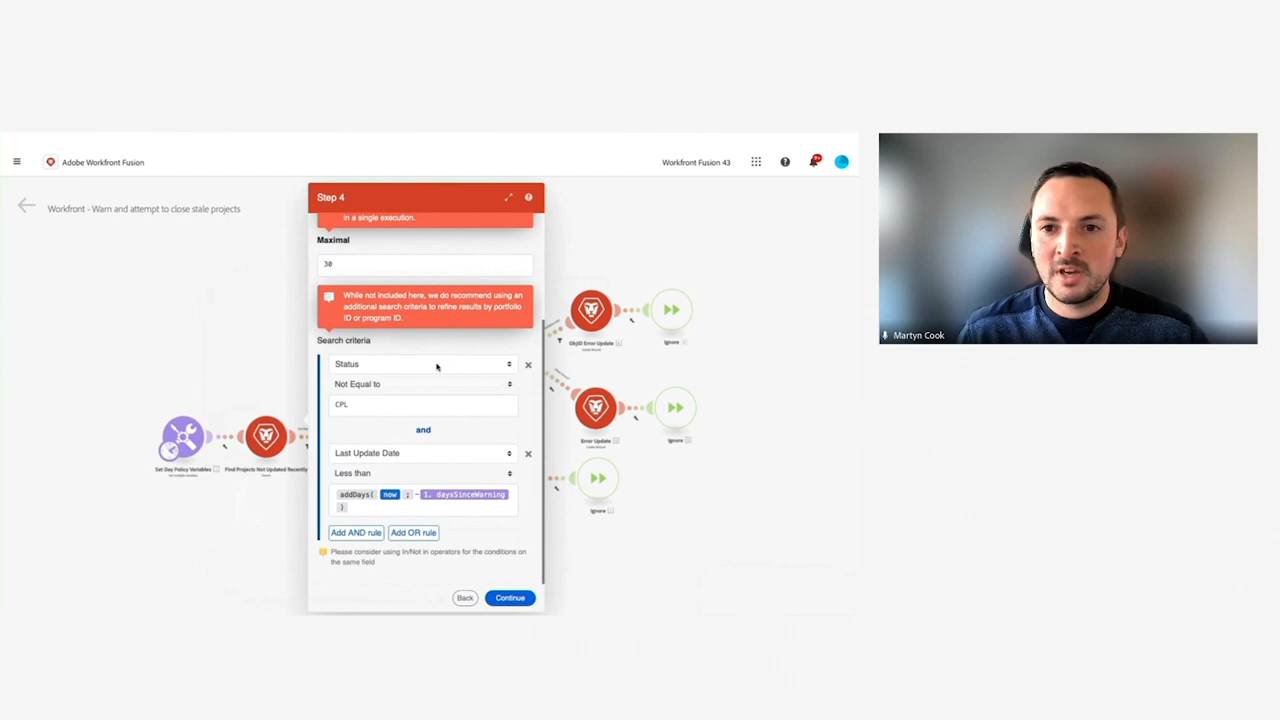 Adobe Workfront Fusion
Workfront Fusion 43
9+
Workfront - Warn and attempt to close stale projects
Step 4
in a single execution.
Maximal
30
While not included here, we do recommend using an
additional search criteria to refine results by portfolio
ID or program ID.
Search criteria
Status
Not Equal to
CPL
and
Last Update Date
Less than
addDays( now ; - 1. daysSinceWarning
)
Add AND rule Add OR rule
Please consider using In/Not in operators for the conditions on
the same field
Back Continue
Set Day Policy Variables
Find Projects Not Updated Recently
ObjID Error Update
Ignore
Error Update
Ignore
Ignore
Martyn Cook